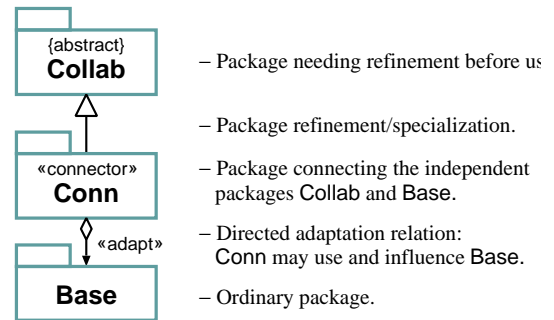 {abstract}
Collab
– Package needing refinement before us
– Package refinement/specialization.
«connector»
Conn
– Package connecting the independent
packages Collab and Base.
«adapt»
– Directed adaptation relation:
Conn may use and influence Base.
Base
– Ordinary package.